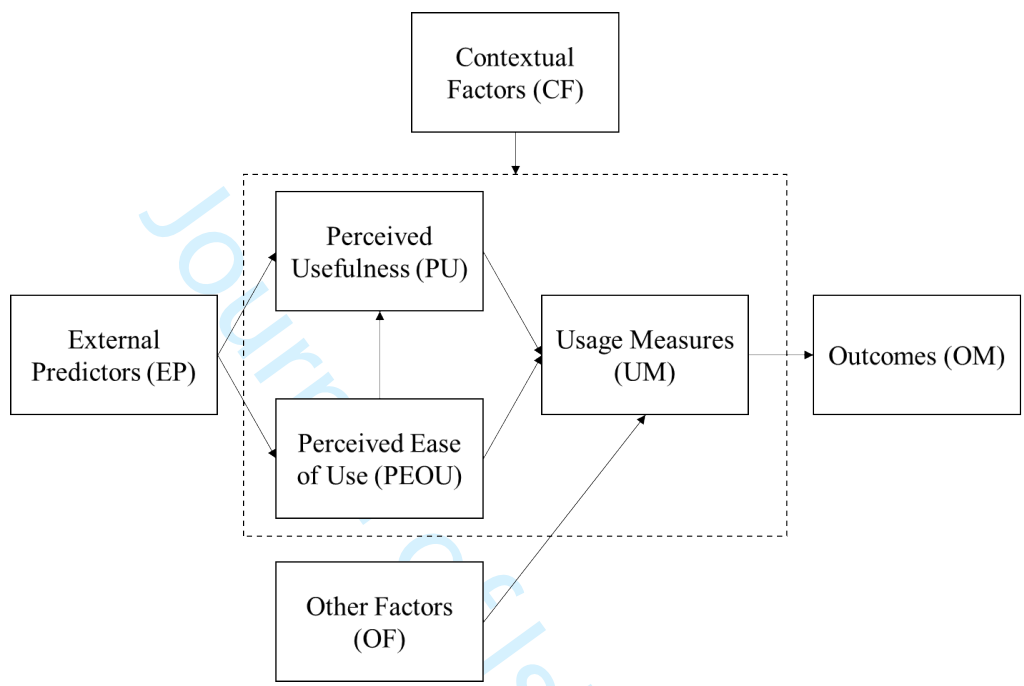 Contextual
Factors (CF)
Perceived
Usefulness (PU)
External
Predictors (EP)
Usage Measures
(UM)
Outcomes (OM)
Perceived Ease
of Use (PEOU)
Other Factors
(OF)
Journ